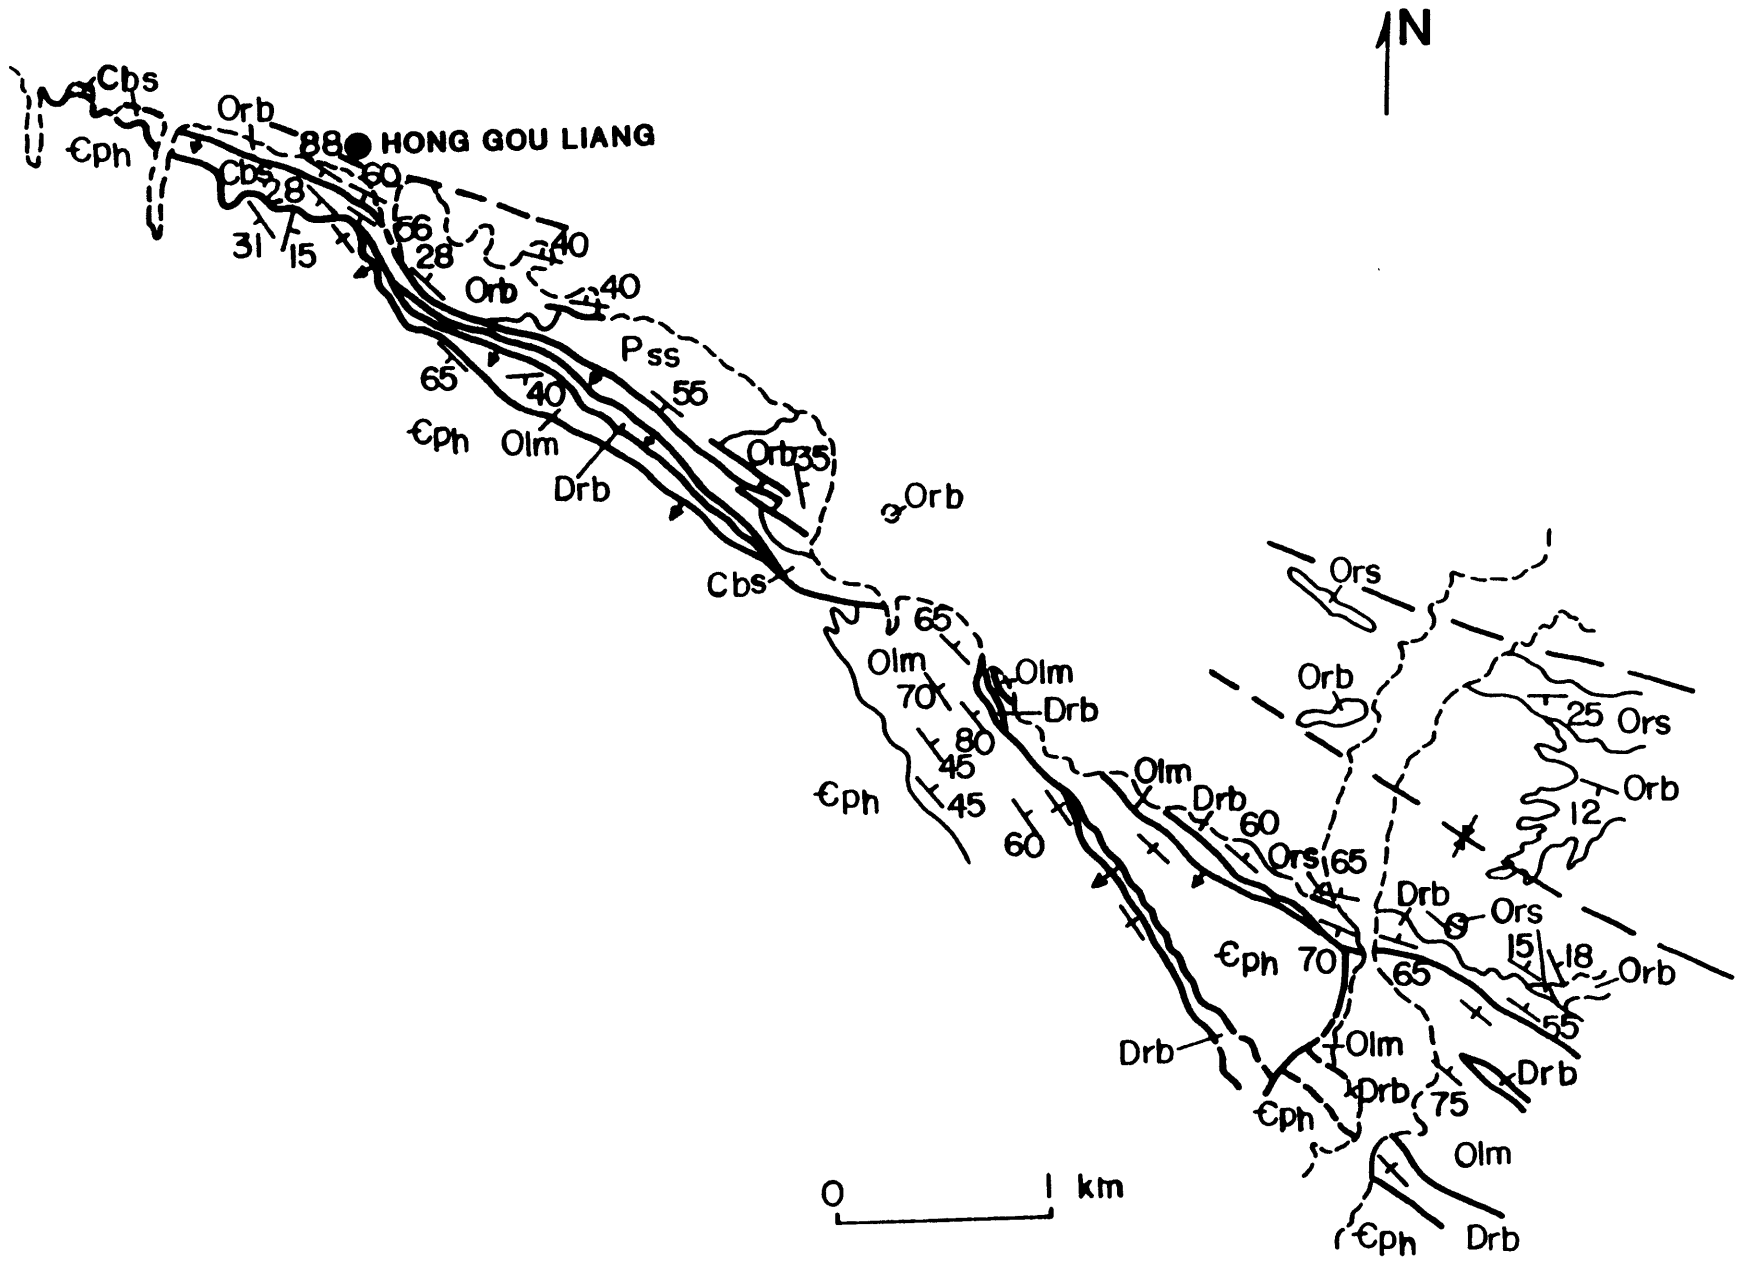 N
Cbs
Orb
88 HONG GOU LIANG
Є̵ph
Cbs
60
28
56
31
15
28
40
Orb
40
Pss
65
40
55
Є̵ph
Olm
Orb
35
Drb
Orb
Cbs
Ors
65
Olm
Olm
70
Drb
Orb
25
Ors
80
45
Olm
Є̵ph
45
Drb
Orb
12
60
60
Ors
65
Drb
Ors
Є̵ph
70
65
15
18
Orb
55
Drb
Olm
Drb
Drb
75
Є̵ph
Olm
0
1 km
Є̵ph
Drb